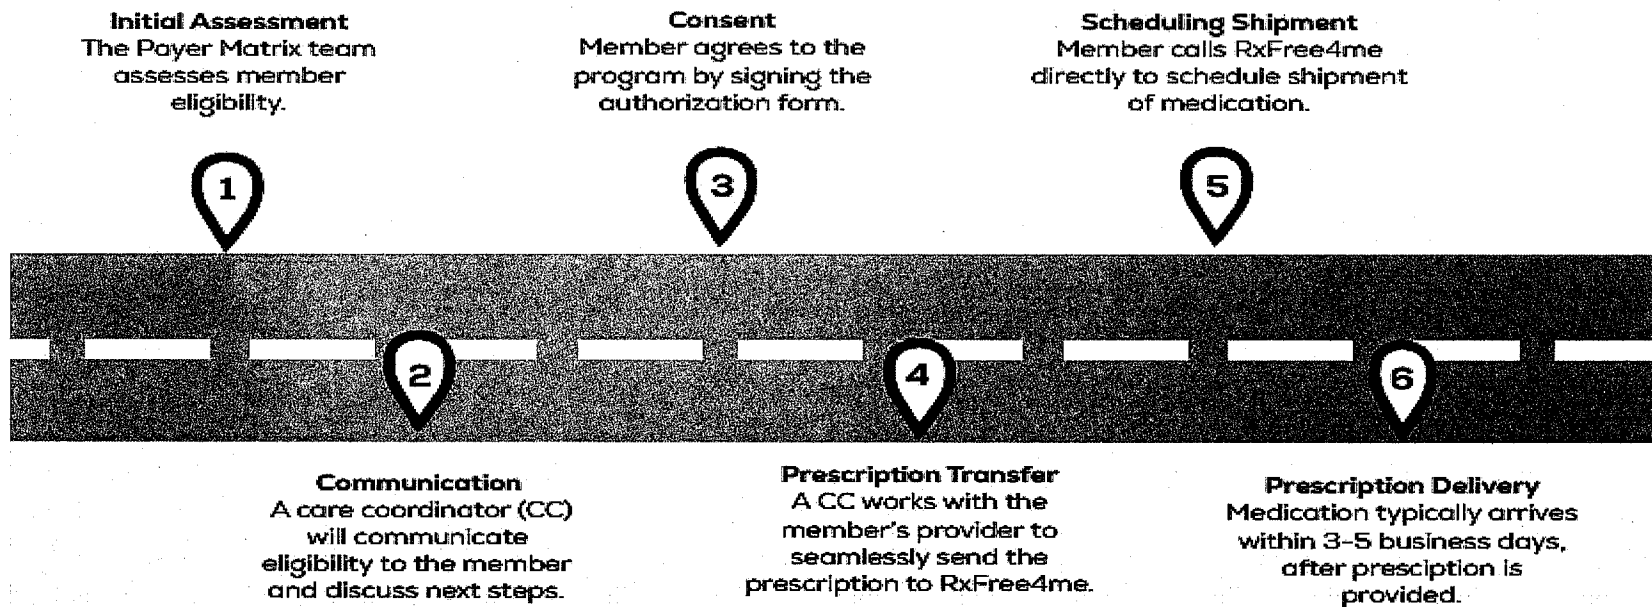 Initial Assessment
The Payer Matrix team
assesses member
eligibility.
1
Communication
A care coordinator (CC)
will communicate
eligibility to the member
and discuss next steps.
2
Consent
Member agrees to the
program by signing the
authorization form.
3
Prescription Transfer
A CC works with the
member's provider to
seamlessly send the
prescription to RxFree4me.
4
Scheduling Shipment
Member calls RxFree4me
directly to schedule shipment
of medication.
5
Prescription Delivery
Medication typically arrives
within 3-5 business days,
after presciption is
provided.
6